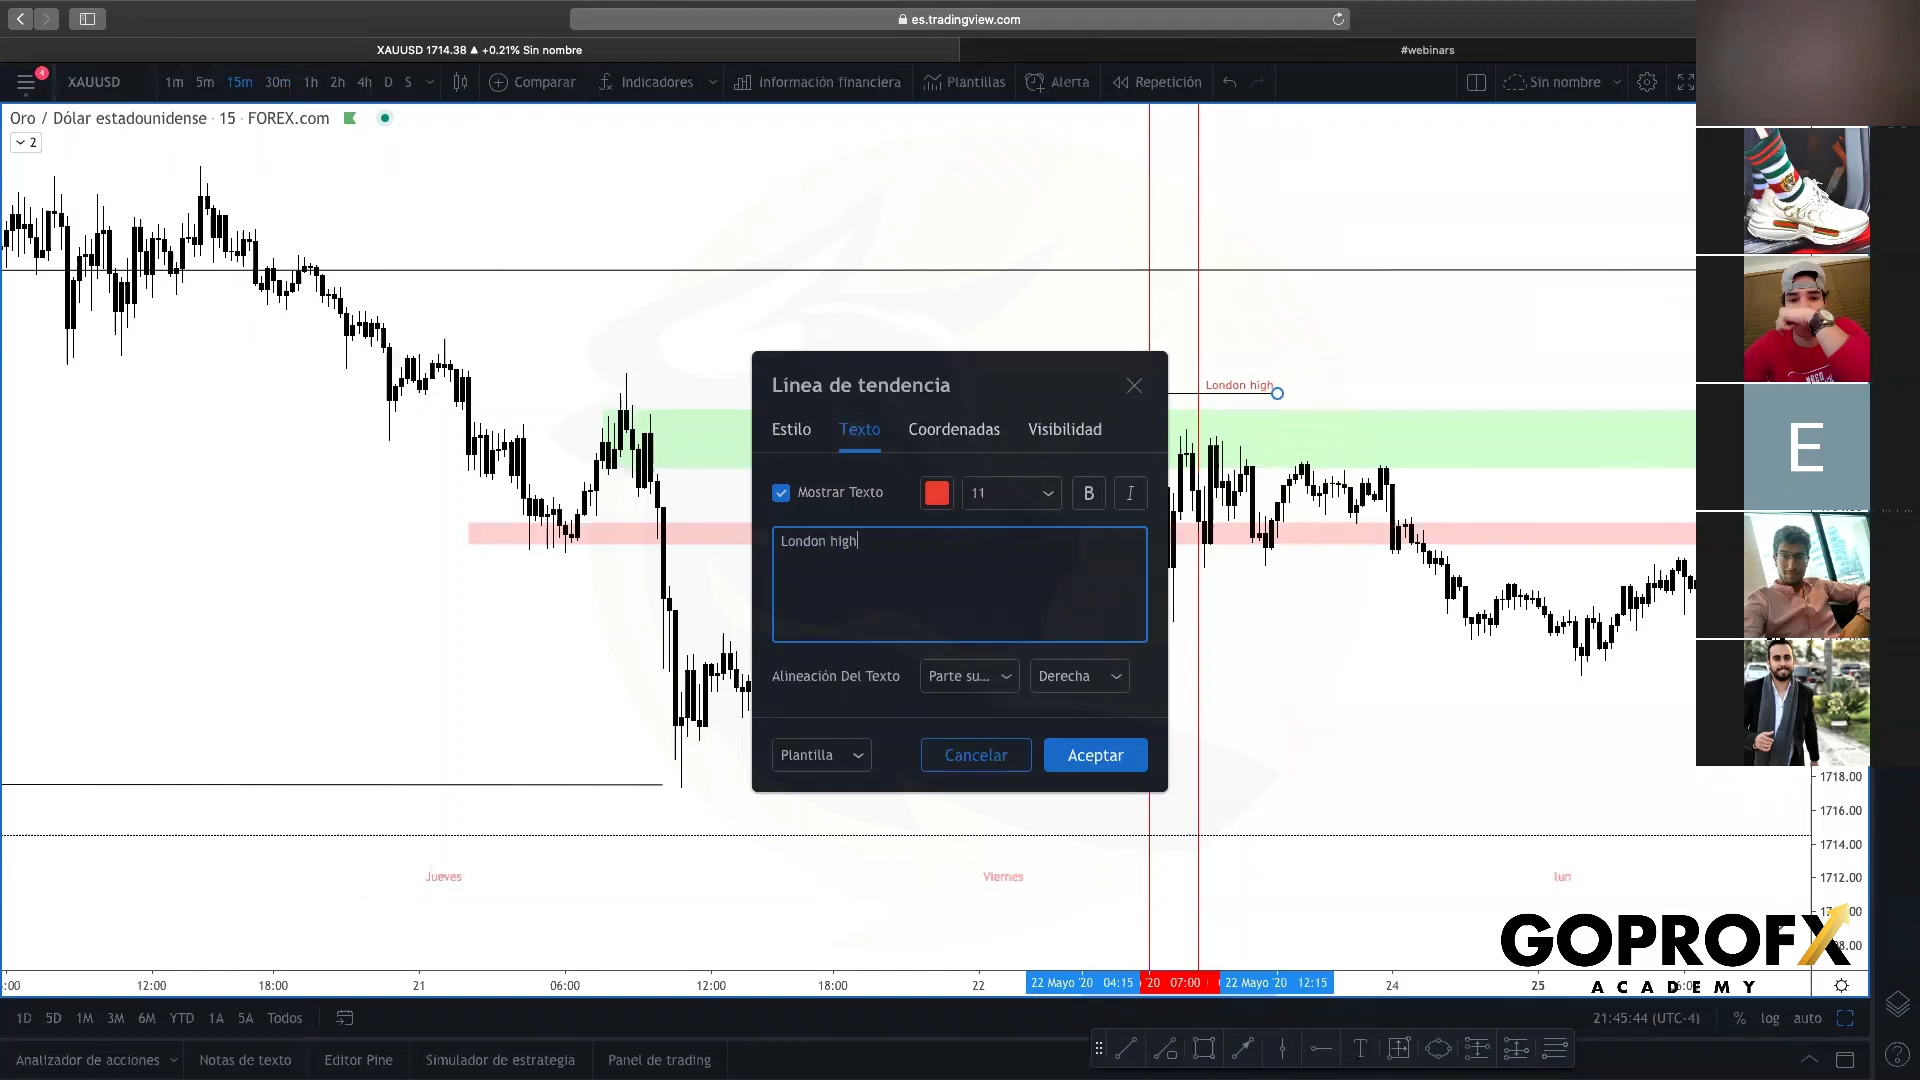 es.tradingview.com
XAUUSD 1714.38 ▲ +0.21% Sin nombre
#webinars
4
XAUUSD
1m 5m 15m 30m 1h 2h 4h D S
Comparar
Indicadores
Información financiera
Plantillas
Alerta
Repetición
Sin nombre
Oro / Dólar estadounidense · 15 · FOREX.com
2
London high
Línea de tendencia
Estilo Texto Coordenadas Visibilidad
Mostrar Texto 11 B I
London high
Alineación Del Texto Parte su... Derecha
Plantilla Cancelar Aceptar
GUCCI
E
1718.00
1716.00
1714.00
1712.00
Jueves Viernes lun
GOPROFX
ACADEMY
:00 12:00 18:00 21 06:00 12:00 18:00 22 22 Mayo '20 04:15 '20 07:00 22 Mayo '20 12:15 24 25
1D 5D 1M 3M 6M YTD 1A 5A Todos
21:45:44 (UTC-4) % log auto
Analizador de acciones Notas de texto Editor Pine Simulador de estrategia Panel de trading
T
?